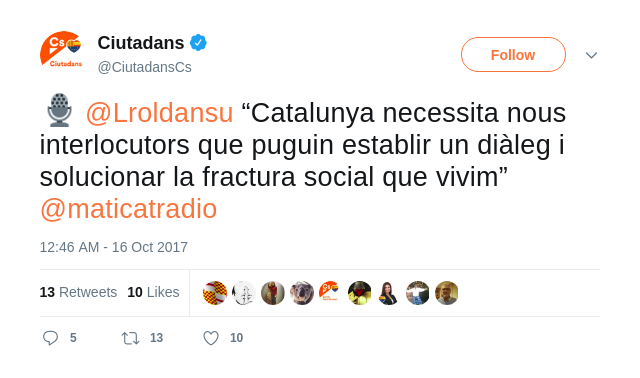 Cs
Ciutadans
Ciutadans
@CiutadansCs
Follow
@Lroldansu “Catalunya necessita nous
interlocutors que puguin establir un diàleg i
solucionar la fractura social que vivim”
@maticatradio
12:46 AM - 16 Oct 2017
13 Retweets 10 Likes
5 13 10